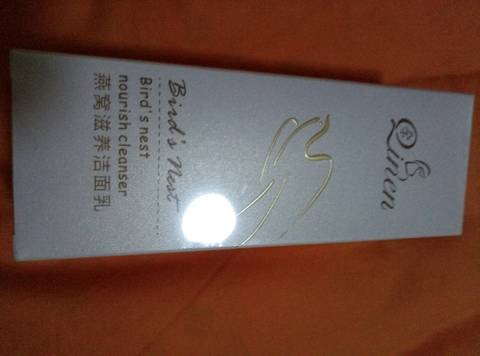 Qinen
Bird's Nest
Bird's nest
nourish cleanser
燕窝滋养洁面乳